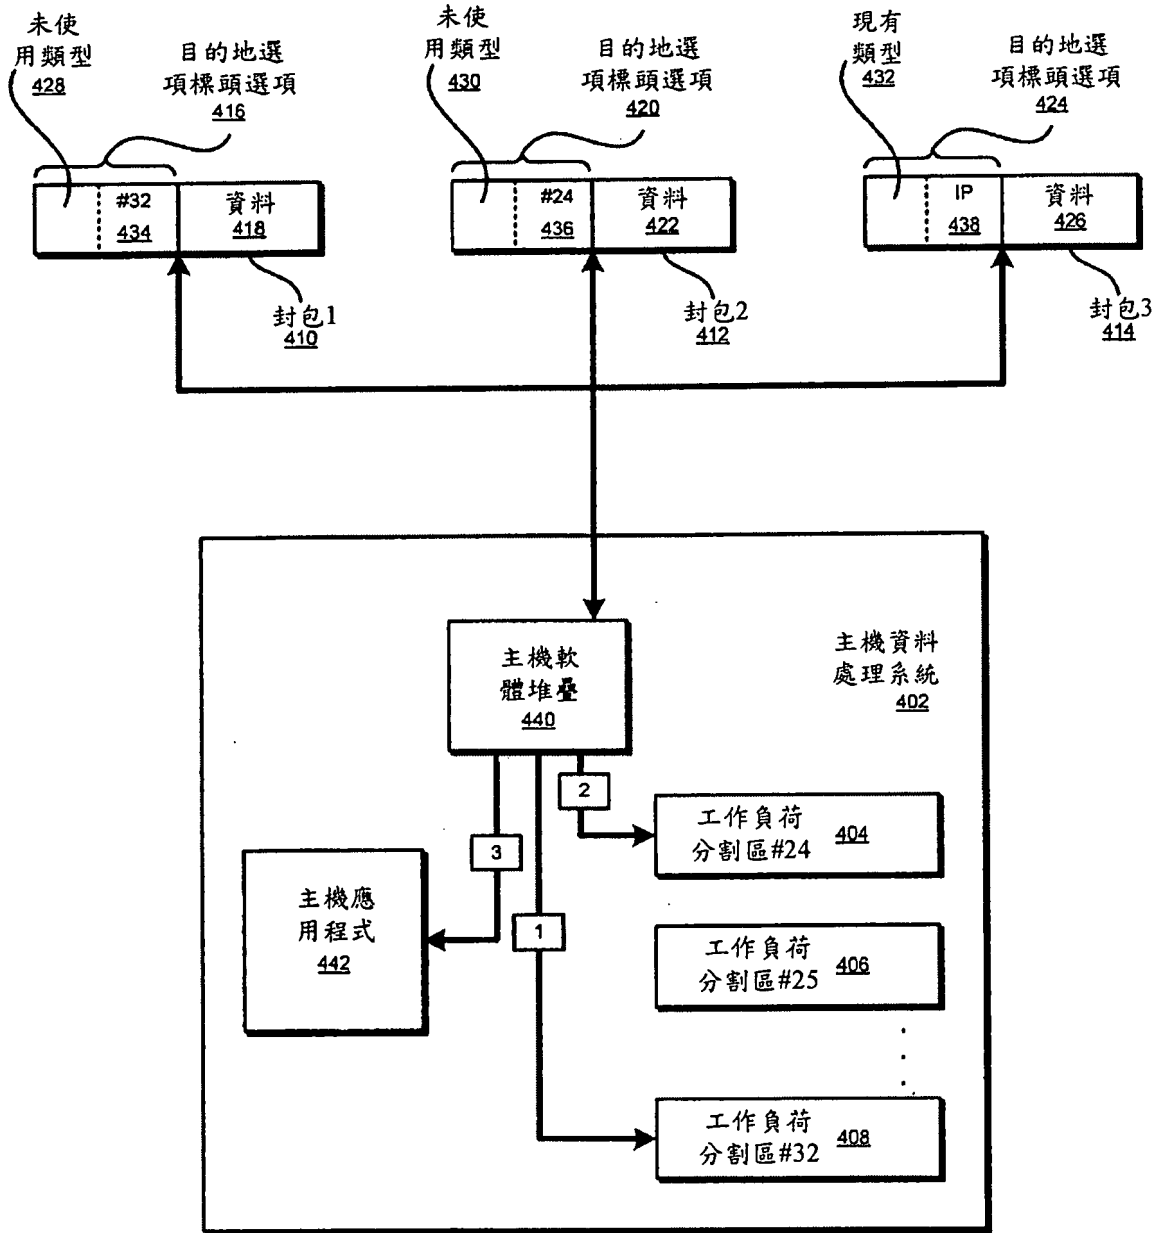 未使
用類型
428
目的地選
項標頭選項
416
未使
用類型
430
目的地選
項標頭選項
420
現有
類型
432
目的地選
項標頭選項
424
#32
434
資料
418
#24
436
資料
422
IP
438
資料
426
封包1
410
封包2
412
封包3
414
主機軟
體堆疊
440
主機資料
處理系統
402
2
3
1
工作負荷
分割區#24
404
主機應
用程式
442
工作負荷
分割區#25
406
工作負荷
分割區#32
408